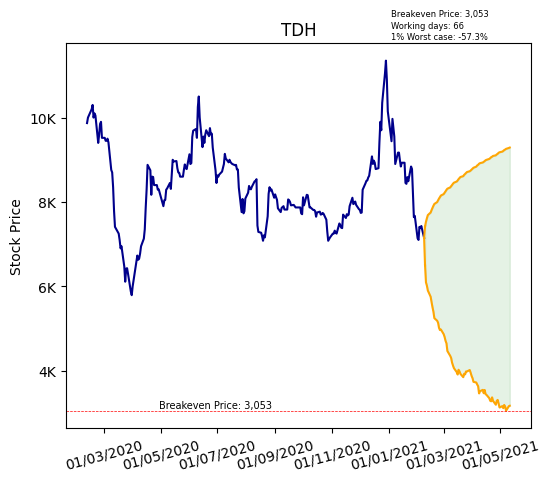 Breakeven Price: 3,053
Working days: 66
1% Worst case: -57.3%
TDH
Stock Price
10K
8K
6K
4K
Breakeven Price: 3,053
01/03/2020
01/05/2020
01/07/2020
01/09/2020
01/11/2020
01/01/2021
01/03/2021
01/05/2021